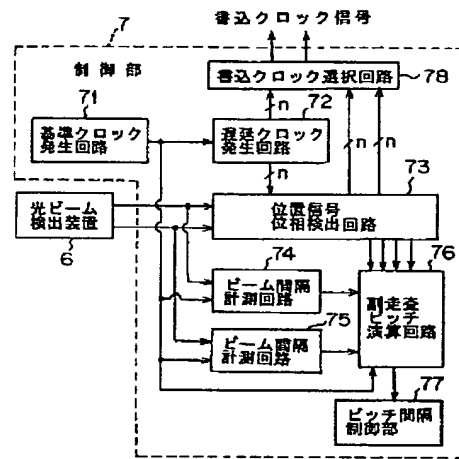 書込クロック信号
7
制御部
書込クロック選択回路
78
71
72
n
n
n
基準クロック
発生回路
遅延クロック
発生回路
n
73
光ビーム
検出装置
6
位置信号
位相検出回路
74
76
ビーム間隔
計測回路
副走査
ピッチ
演算回路
75
ビーム間隔
計測回路
77
ピッチ間隔
制御部